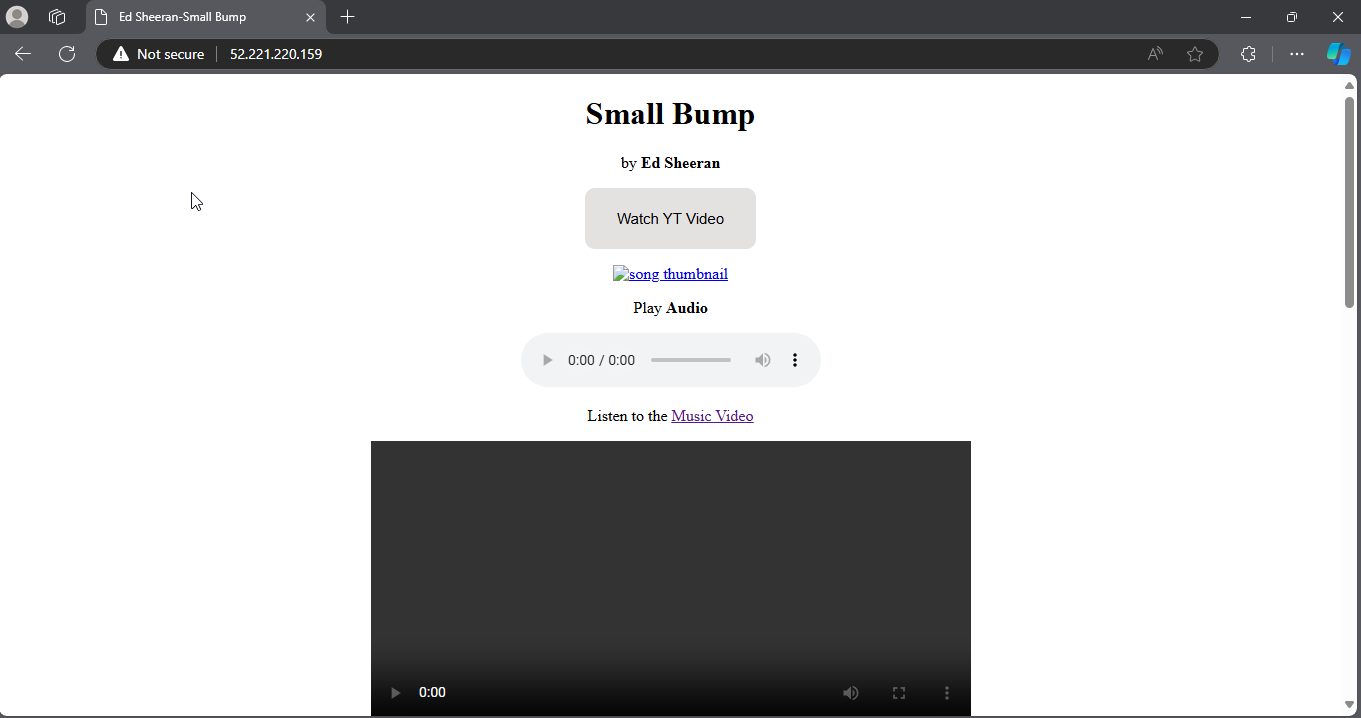 Ed Sheeran-Small Bump
Not secure
52.221.220.159
Small Bump
by Ed Sheeran
Watch YT Video
song thumbnail
Play Audio
0:00 / 0:00
Listen to the Music Video
0:00